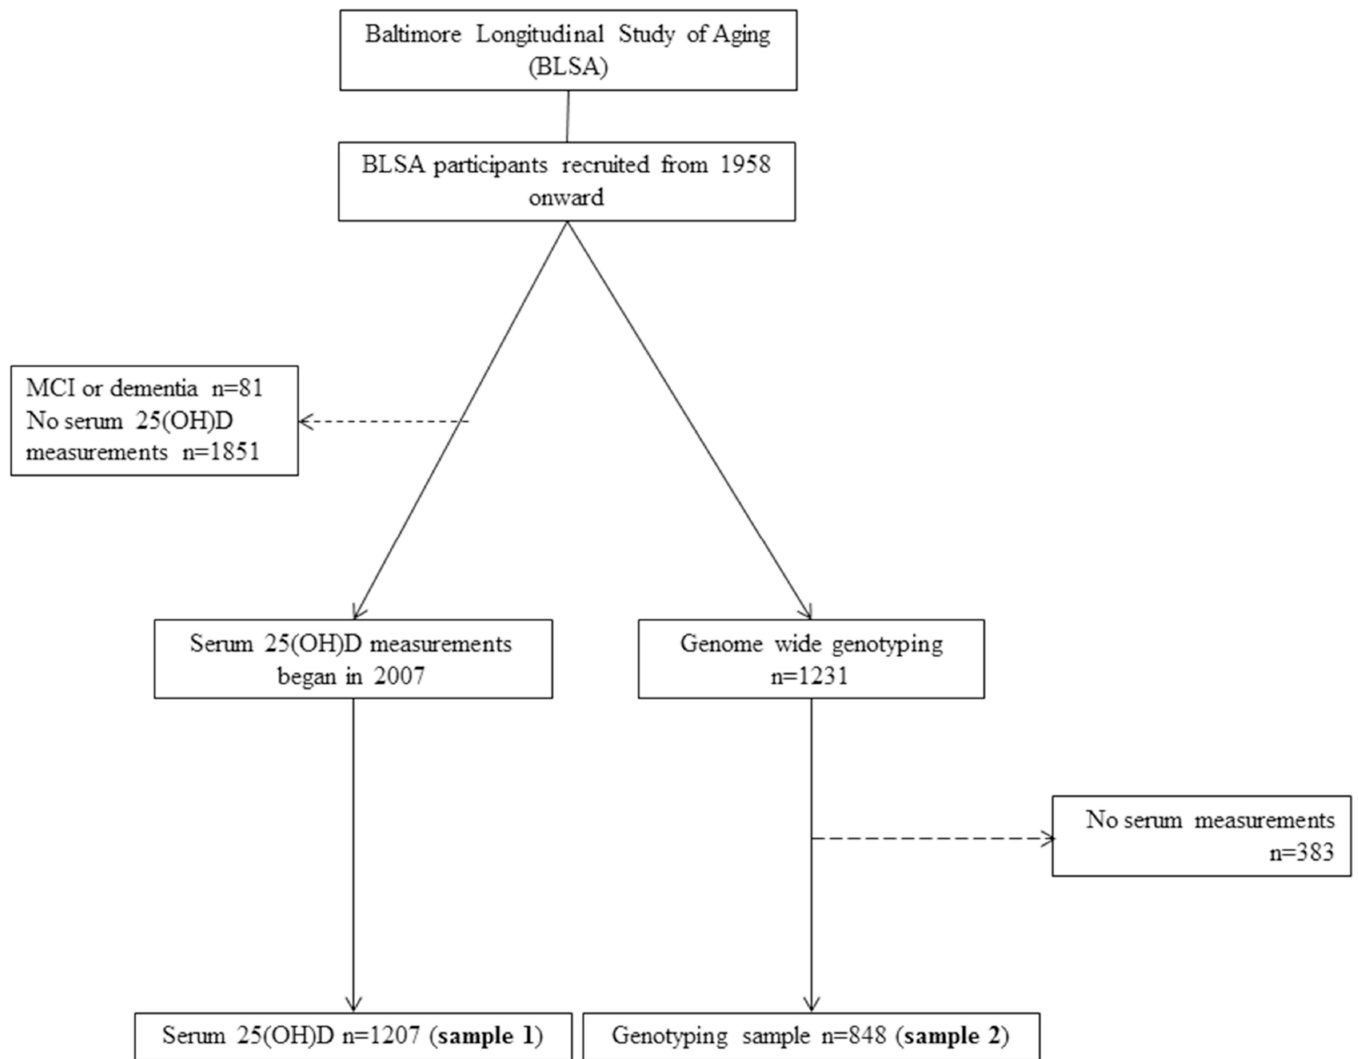 Baltimore Longitudinal Study of Aging
(BLSA)
BLSA participants recruited from 1958
onward
MCI or dementia n=81
No serum 25(OH)D
measurements n=1851
Serum 25(OH)D measurements
began in 2007
Genome wide genotyping
n=1231
No serum measurements
n=383
Serum 25(OH)D n=1207 (sample 1)
Genotyping sample n=848 (sample 2)